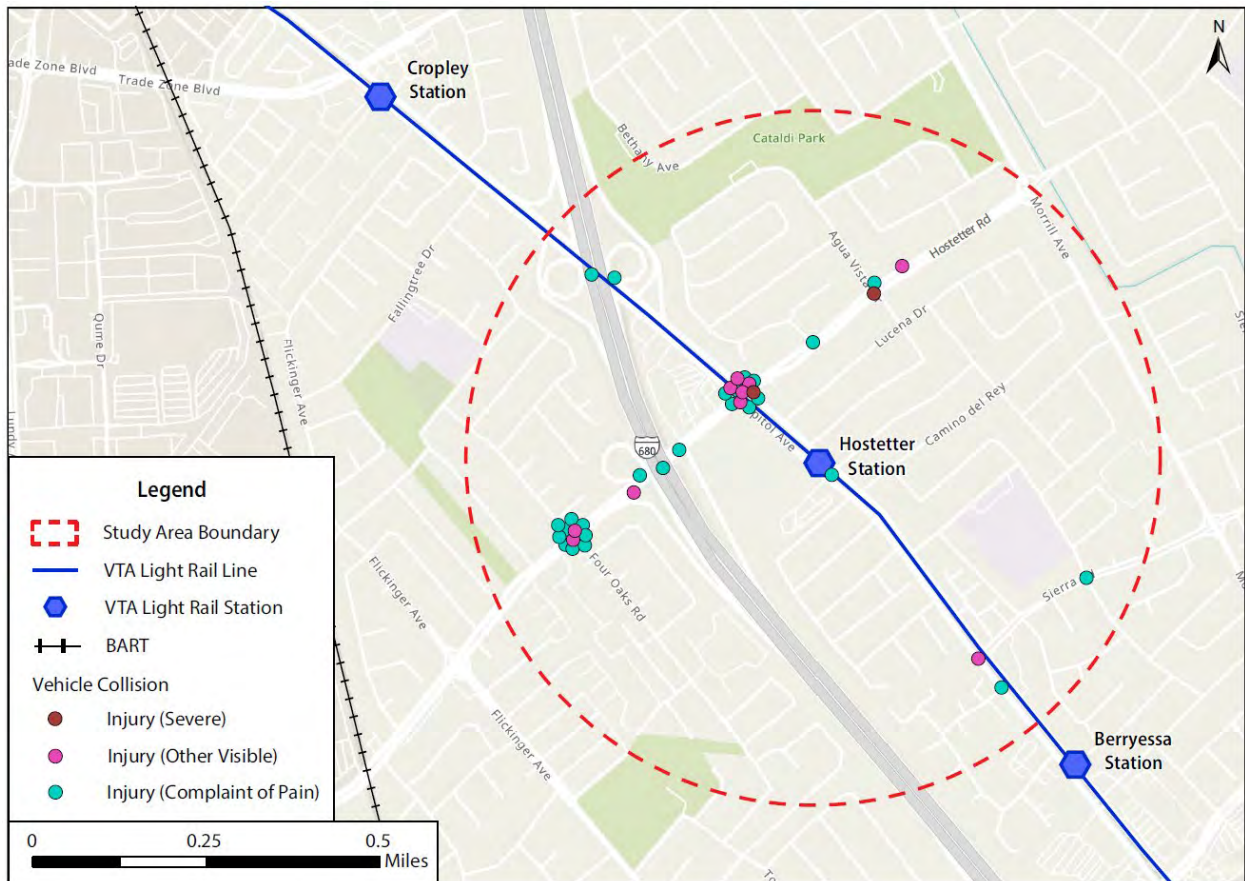 N
Cropley
Station
rade Zone Blvd
Trade Zone Blvd
Bethany Ave
Cataldi Park
Morrill Ave
Hostetter Rd
Agua Vista
Fallingtree Dr
Lucena Dr
Qume Dr
Flickinger Ave
Camino del Rey
pitol Ave
680
Hostetter
Station
Four Oaks Rd
Flickinger Ave
Sierra
Flickinger Ave
Berryessa
Station
Legend
Study Area Boundary
VTA Light Rail Line
VTA Light Rail Station
BART
Vehicle Collision
Injury (Severe)
Injury (Other Visible)
Injury (Complaint of Pain)
0
0.25
0.5
Miles